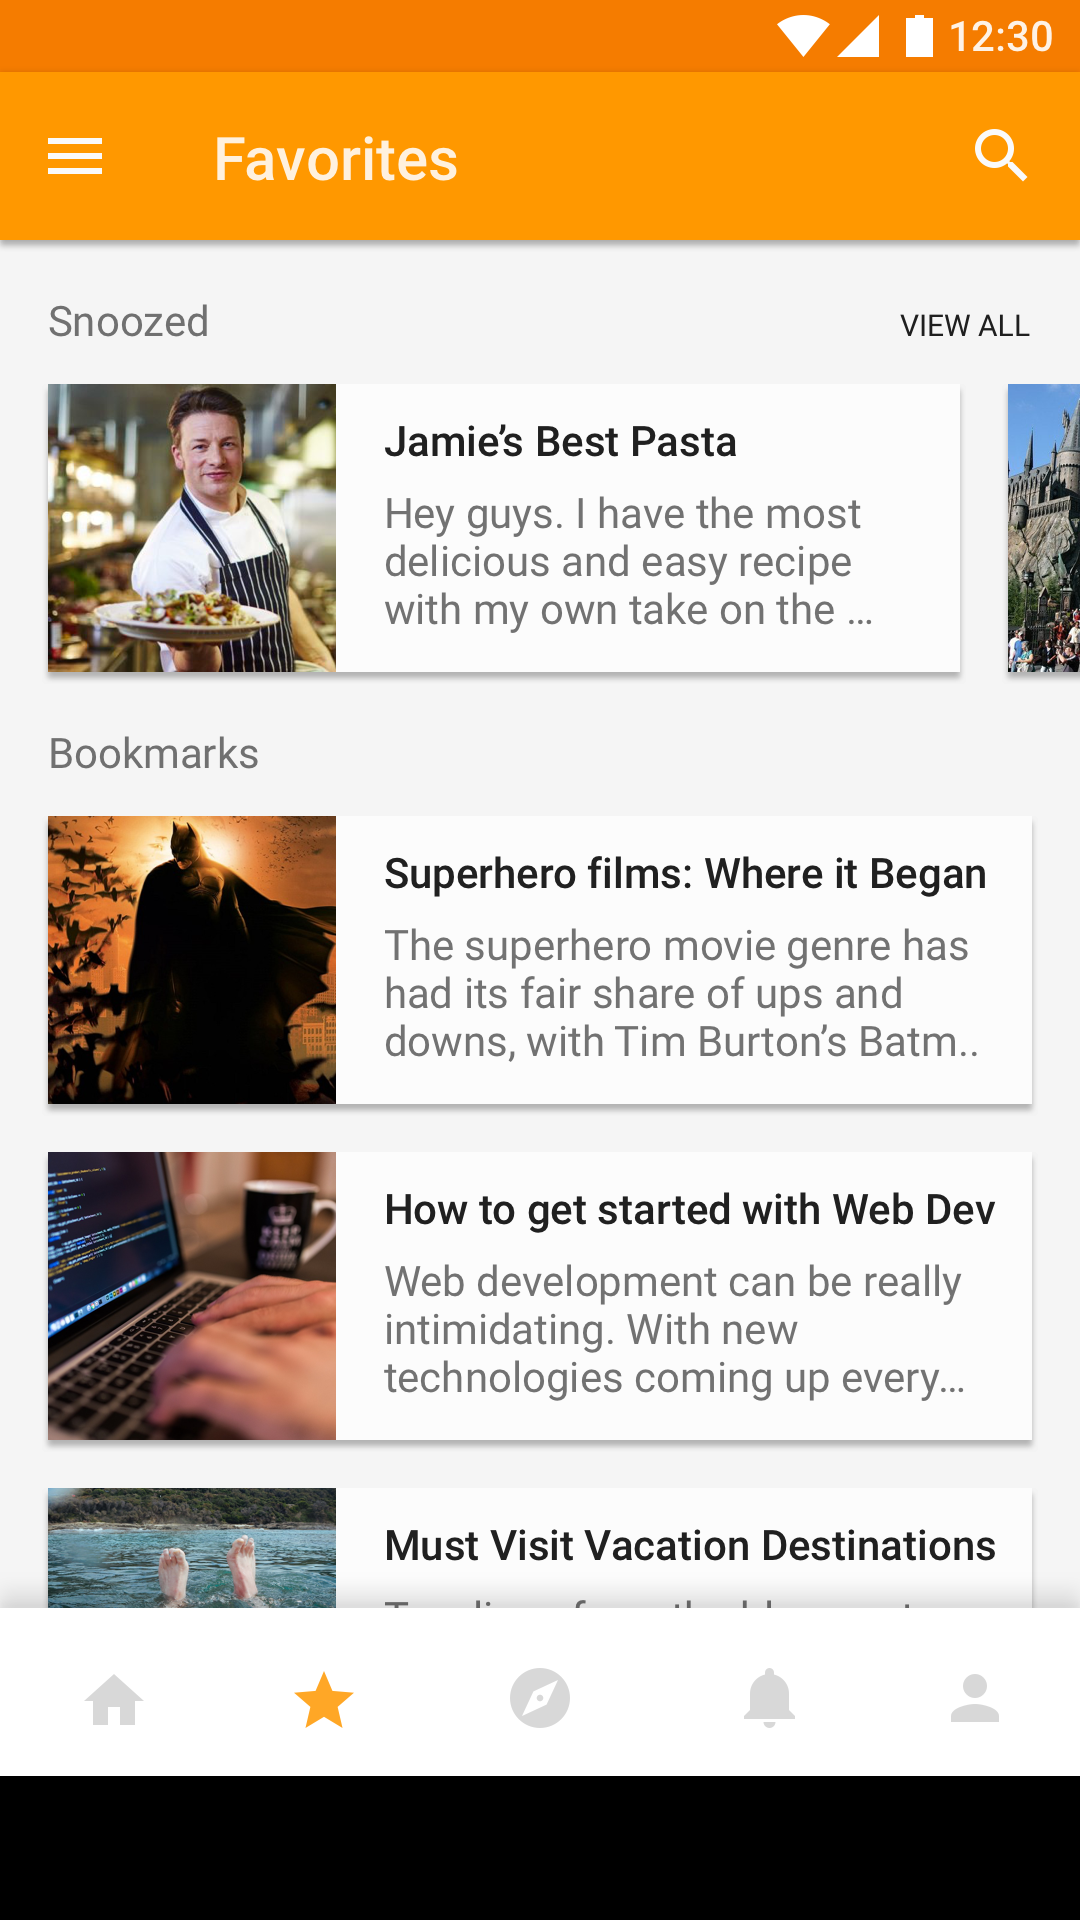 12:30
Favorites
Snoozed
VIEW ALL
Jamie’s Best Pasta
Hey guys. I have the most
delicious and easy recipe
with my own take on the ...
Bookmarks
Superhero films: Where it Began
The superhero movie genre has
had its fair share of ups and
downs, with Tim Burton’s Batm..
How to get started with Web Dev
Web development can be really
intimidating. With new
technologies coming up every...
Must Visit Vacation Destinations